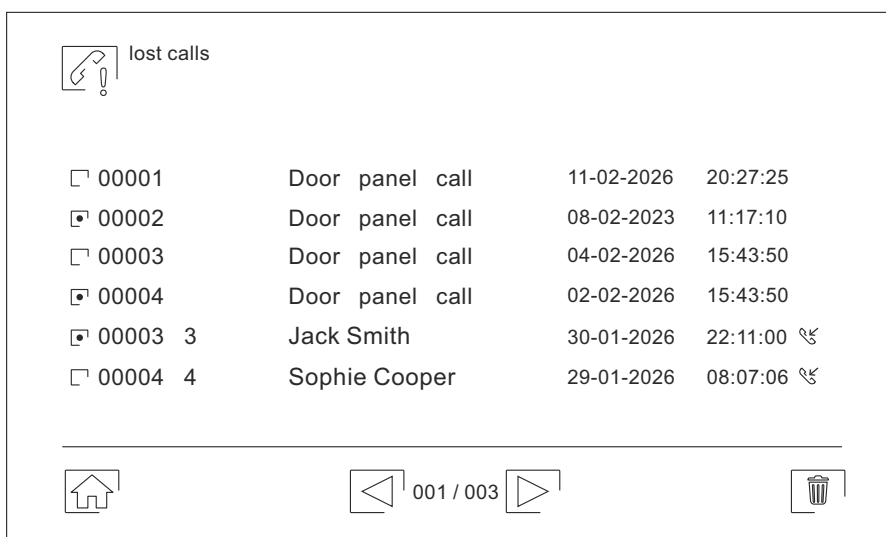 lost calls
00001 Door panel call 11-02-2026 20:27:25
00002 Door panel call 08-02-2023 11:17:10
00003 Door panel call 04-02-2026 15:43:50
00004 Door panel call 02-02-2026 15:43:50
00003 3 Jack Smith 30-01-2026 22:11:00
00004 4 Sophie Cooper 29-01-2026 08:07:06
001 / 003